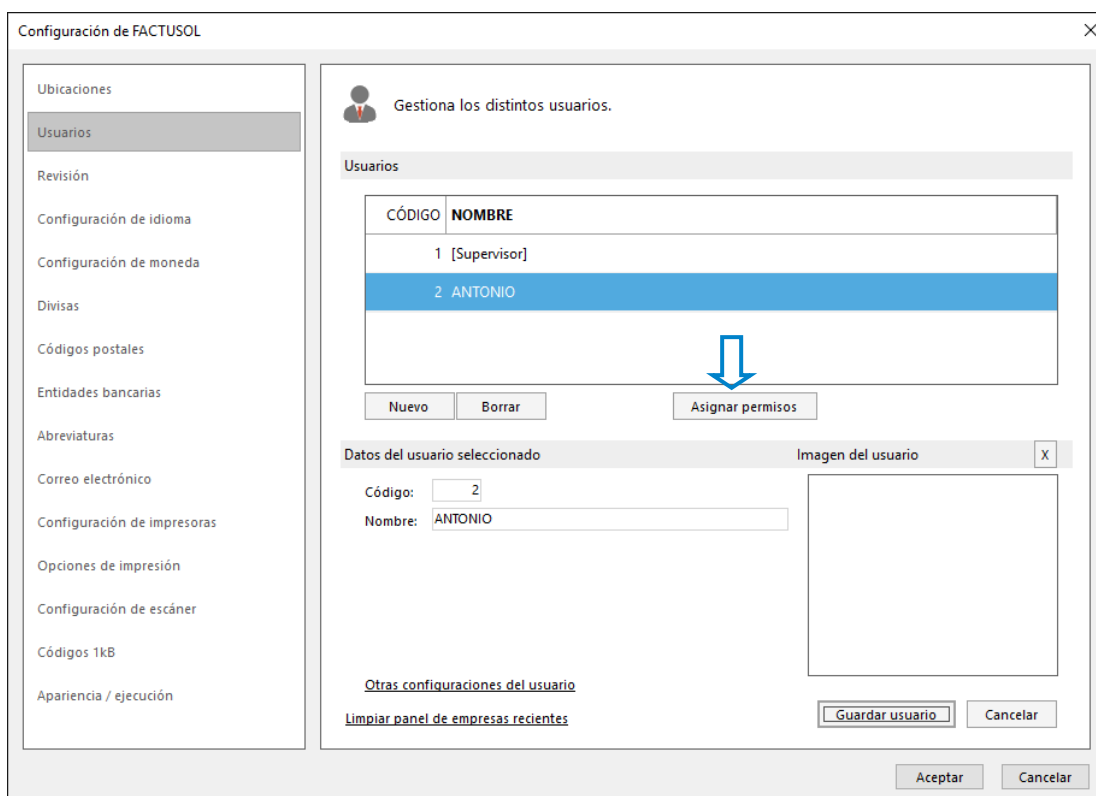 Configuración de FACTUSOL
Ubicaciones
Usuarios
Revisión
Configuración de idioma
Configuración de moneda
Divisas
Códigos postales
Entidades bancarias
Abreviaturas
Correo electrónico
Configuración de impresoras
Opciones de impresión
Configuración de escáner
Códigos 1kB
Apariencia / ejecución
Gestiona los distintos usuarios.
Usuarios
CÓDIGO NOMBRE
1 [Supervisor]
2 ANTONIO
Nuevo Borrar Asignar permisos
Datos del usuario seleccionado Imagen del usuario X
Código: 2
Nombre: ANTONIO
Otras configuraciones del usuario
Limpiar panel de empresas recientes
Guardar usuario Cancelar
Aceptar Cancelar